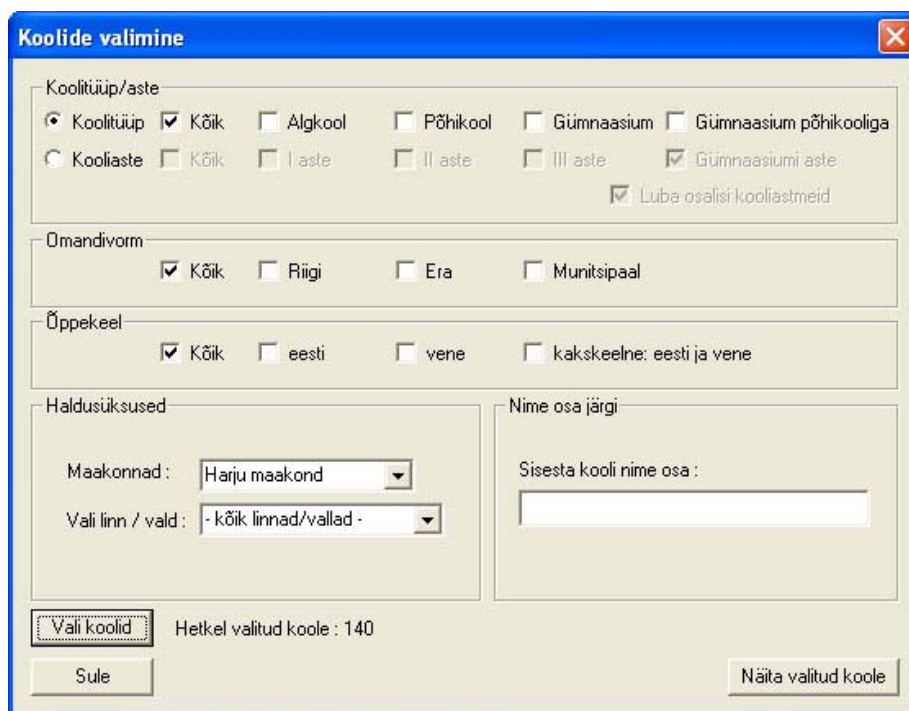 Koolide valimine
Koolitüüp/aste
Koolitüüp Kõik Algkool Põhikool Gümnaasium Gümnaasium põhikooliga
Kooliaste Kõik I aste II aste III aste Gümnaasiumi aste
Luba osalisi kooliastmeid
Omandivorm
Kõik Riigi Era Munitsipaal
Õppekeel
Kõik eesti vene kakskeelne: eesti ja vene
Haldusüksused
Maakonnad : Harju maakond
Vali linn / vald : - kõik linnad/vallad -
Nime osa järgi
Sisesta kooli nime osa :
Vali koolid Hetkel valitud koole : 140
Sule Näita valitud koole